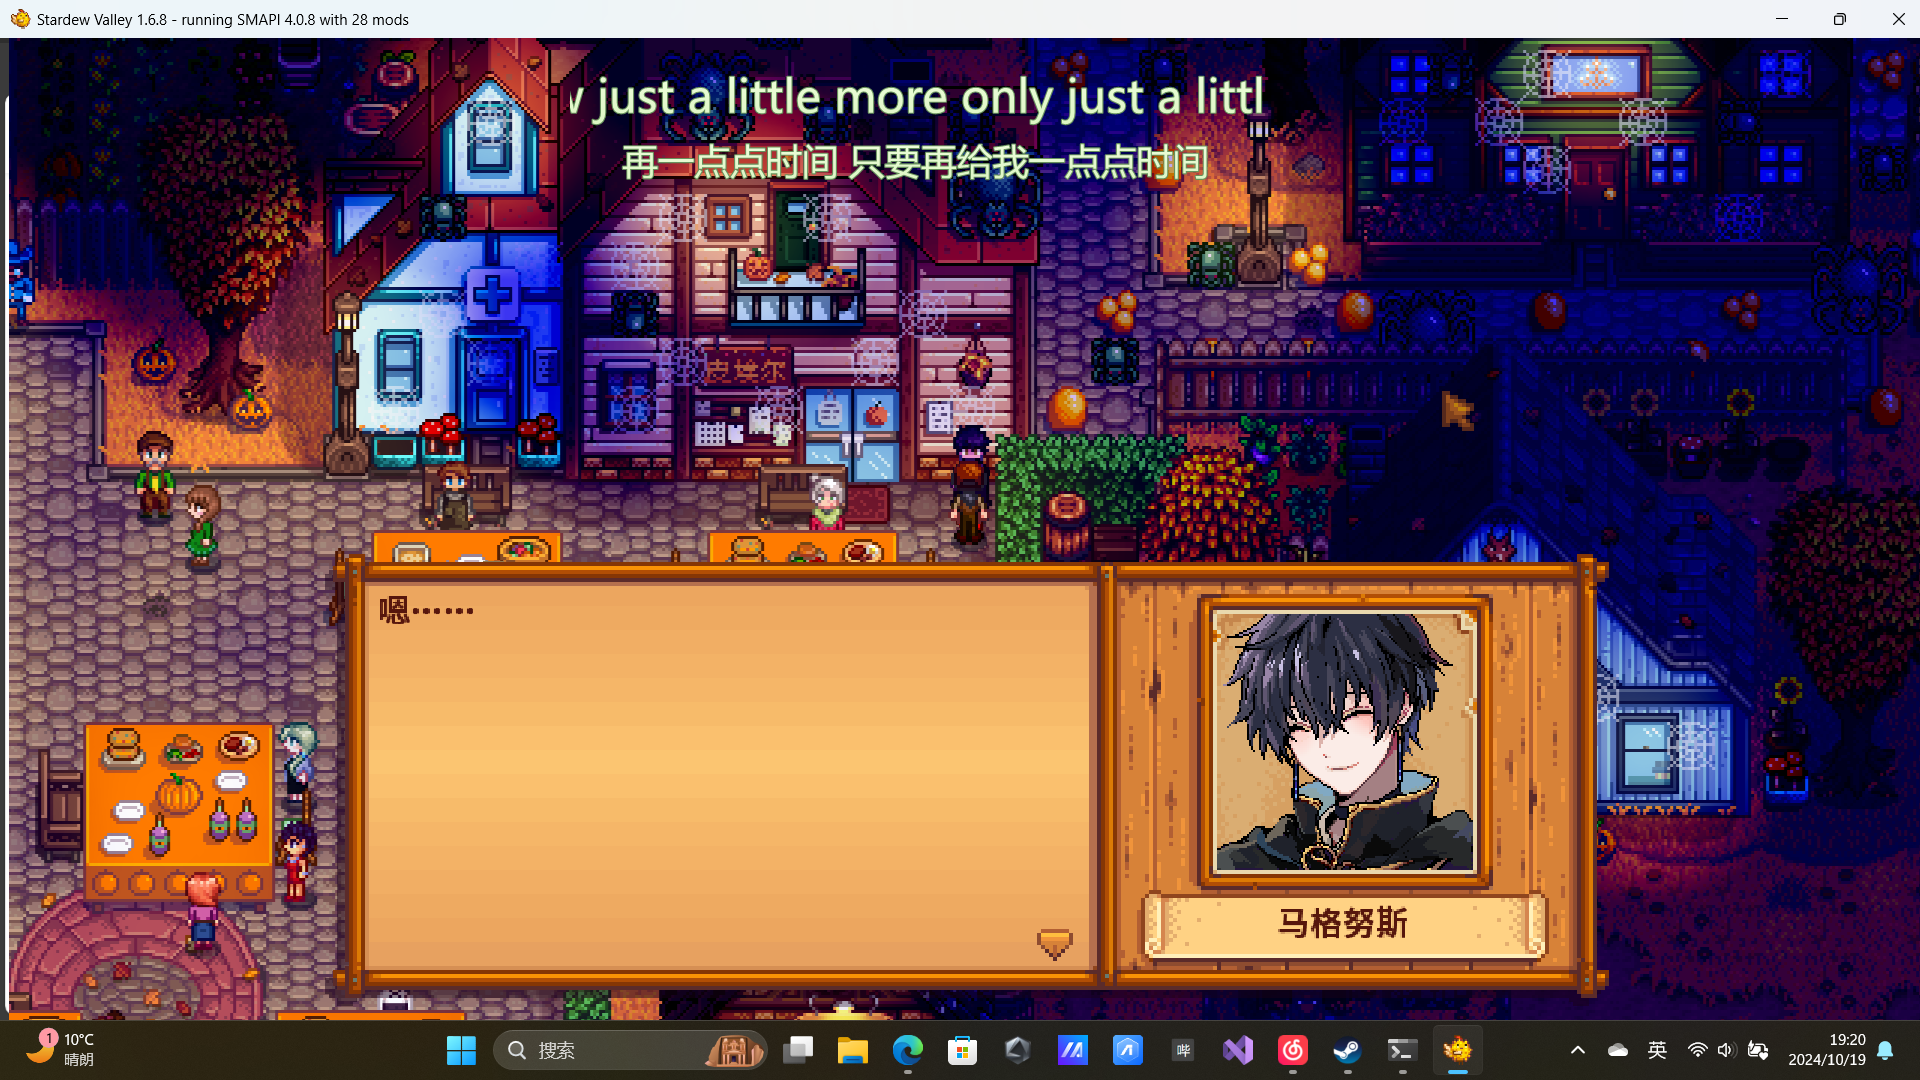 Stardew Valley 1.6.8 - running SMAPI 4.0.8 with 28 mods
just a little more only just a littl
再一点点时间 只要再给我一点点时间
皮埃尔
嗯……
马格努斯
1
10°C
晴朗
搜索
哔
英
19:20
2024/10/19